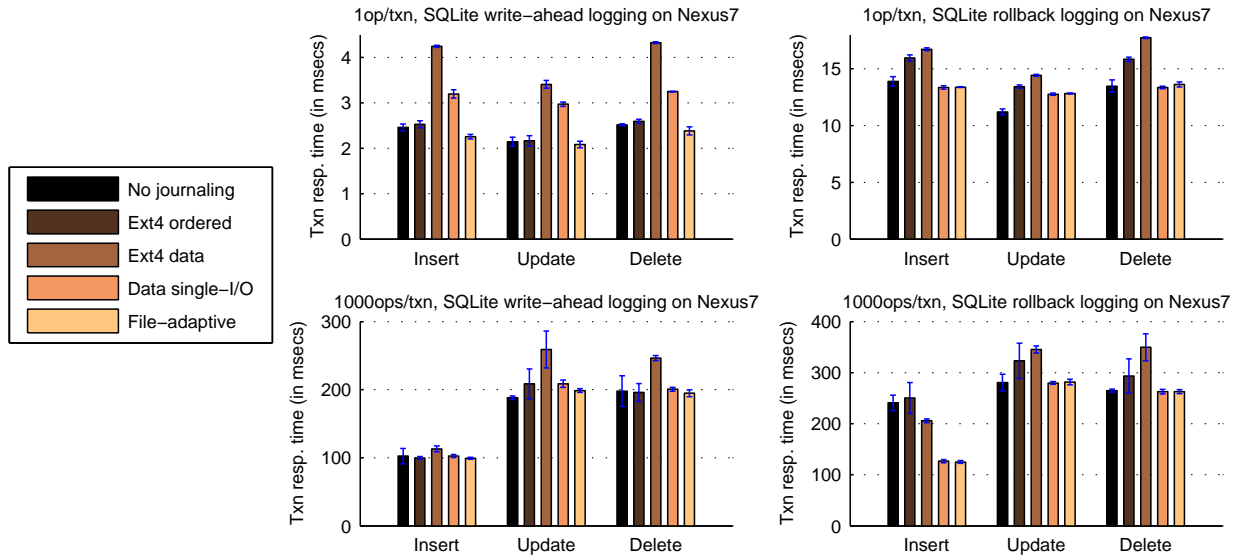 1op/txn, SQLite write−ahead logging on Nexus7
Txn resp. time (in msecs)
4
3
2
1
0
Insert
Update
Delete
1op/txn, SQLite rollback logging on Nexus7
Txn resp. time (in msecs)
15
10
5
0
Insert
Update
Delete
No journaling
Ext4 ordered
Ext4 data
Data single−I/O
File−adaptive
1000ops/txn, SQLite write−ahead logging on Nexus7
Txn resp. time (in msecs)
300
200
100
0
Insert
Update
Delete
1000ops/txn, SQLite rollback logging on Nexus7
Txn resp. time (in msecs)
400
300
200
100
0
Insert
Update
Delete